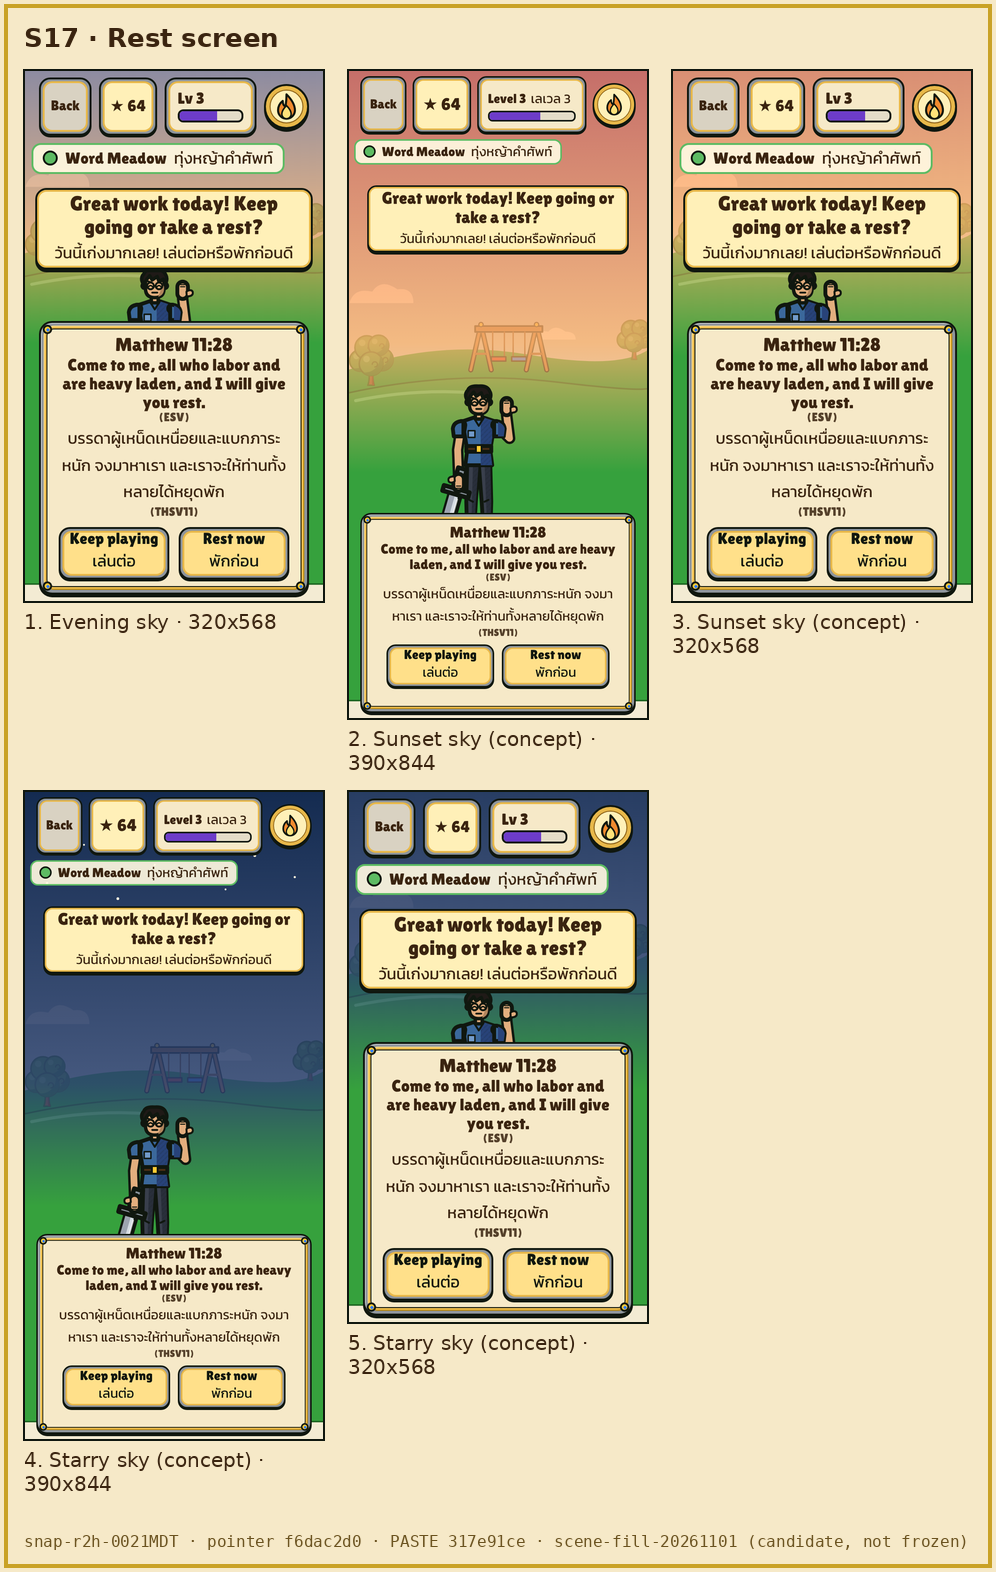 S17 · Rest screen
Back
★ 64
Lv 3
Word Meadow ทุ่งหญ้าคำศัพท์
Great work today! Keep
going or take a rest?
วันนี้เก่งมากเลย! เล่นต่อหรือพักก่อนดี
Matthew 11:28
Come to me, all who labor and
are heavy laden, and I will give
you rest.
(ESV)
บรรดาผู้เหน็ดเหนื่อยและแบกภาระ
หนัก จงมาหาเรา และเราจะให้ท่านทั้ง
หลายได้หยุดพัก
(THSV11)
Keep playing
เล่นต่อ
Rest now
พักก่อน
1. Evening sky · 320x568
Back
★ 64
Level 3 เลเวล 3
Word Meadow ทุ่งหญ้าคำศัพท์
Great work today! Keep going or
take a rest?
วันนี้เก่งมากเลย! เล่นต่อหรือพักก่อนดี
Matthew 11:28
Come to me, all who labor and are heavy
laden, and I will give you rest.
(ESV)
บรรดาผู้เหน็ดเหนื่อยและแบกภาระหนัก จงมา
หาเรา และเราจะให้ท่านทั้งหลายได้หยุดพัก
(THSV11)
Keep playing
เล่นต่อ
Rest now
พักก่อน
2. Sunset sky (concept) ·
390x844
Back
★ 64
Lv 3
Word Meadow ทุ่งหญ้าคำศัพท์
Great work today! Keep
going or take a rest?
วันนี้เก่งมากเลย! เล่นต่อหรือพักก่อนดี
Matthew 11:28
Come to me, all who labor and
are heavy laden, and I will give
you rest.
(ESV)
บรรดาผู้เหน็ดเหนื่อยและแบกภาระ
หนัก จงมาหาเรา และเราจะให้ท่านทั้ง
หลายได้หยุดพัก
(THSV11)
Keep playing
เล่นต่อ
Rest now
พักก่อน
3. Sunset sky (concept) ·
320x568
Back
★ 64
Level 3 เลเวล 3
Word Meadow ทุ่งหญ้าคำศัพท์
Great work today! Keep going or
take a rest?
วันนี้เก่งมากเลย! เล่นต่อหรือพักก่อนดี
Matthew 11:28
Come to me, all who labor and are heavy
laden, and I will give you rest.
(ESV)
บรรดาผู้เหน็ดเหนื่อยและแบกภาระหนัก จงมา
หาเรา และเราจะให้ท่านทั้งหลายได้หยุดพัก
(THSV11)
Keep playing
เล่นต่อ
Rest now
พักก่อน
4. Starry sky (concept) ·
390x844
Back
★ 64
Lv 3
Word Meadow ทุ่งหญ้าคำศัพท์
Great work today! Keep
going or take a rest?
วันนี้เก่งมากเลย! เล่นต่อหรือพักก่อนดี
Matthew 11:28
Come to me, all who labor and
are heavy laden, and I will give
you rest.
(ESV)
บรรดาผู้เหน็ดเหนื่อยและแบกภาระ
หนัก จงมาหาเรา และเราจะให้ท่านทั้ง
หลายได้หยุดพัก
(THSV11)
Keep playing
เล่นต่อ
Rest now
พักก่อน
5. Starry sky (concept) ·
320x568
snap-r2h-0021MDT · pointer f6dac2d0 · PASTE 317e91ce · scene-fill-20261101 (candidate, not frozen)